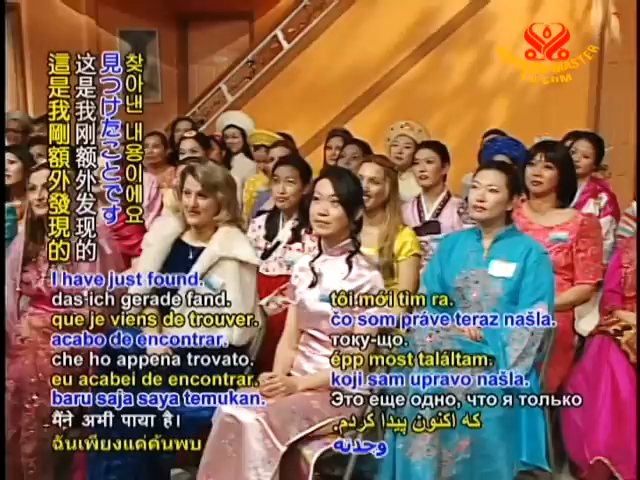 這是我剛額外發現的
这是我刚额外发现的
見つけたことです
찾아낸 내용이에요
I have just found.
das ich gerade fand.
que je viens de trouver.
acabo de encontrar.
che ho appena trovato.
eu acabei de encontrar.
baru saja saya temukan.
मैंने अभी पाया है।
ฉันเพียงแค่ค้นพบ
tôi mới tìm ra.
čo som práve teraz našla.
току-що.
épp most találtam.
koji sam upravo našla.
Это еще одно, что я только
که اکنون پیدا کردم.
وجدته